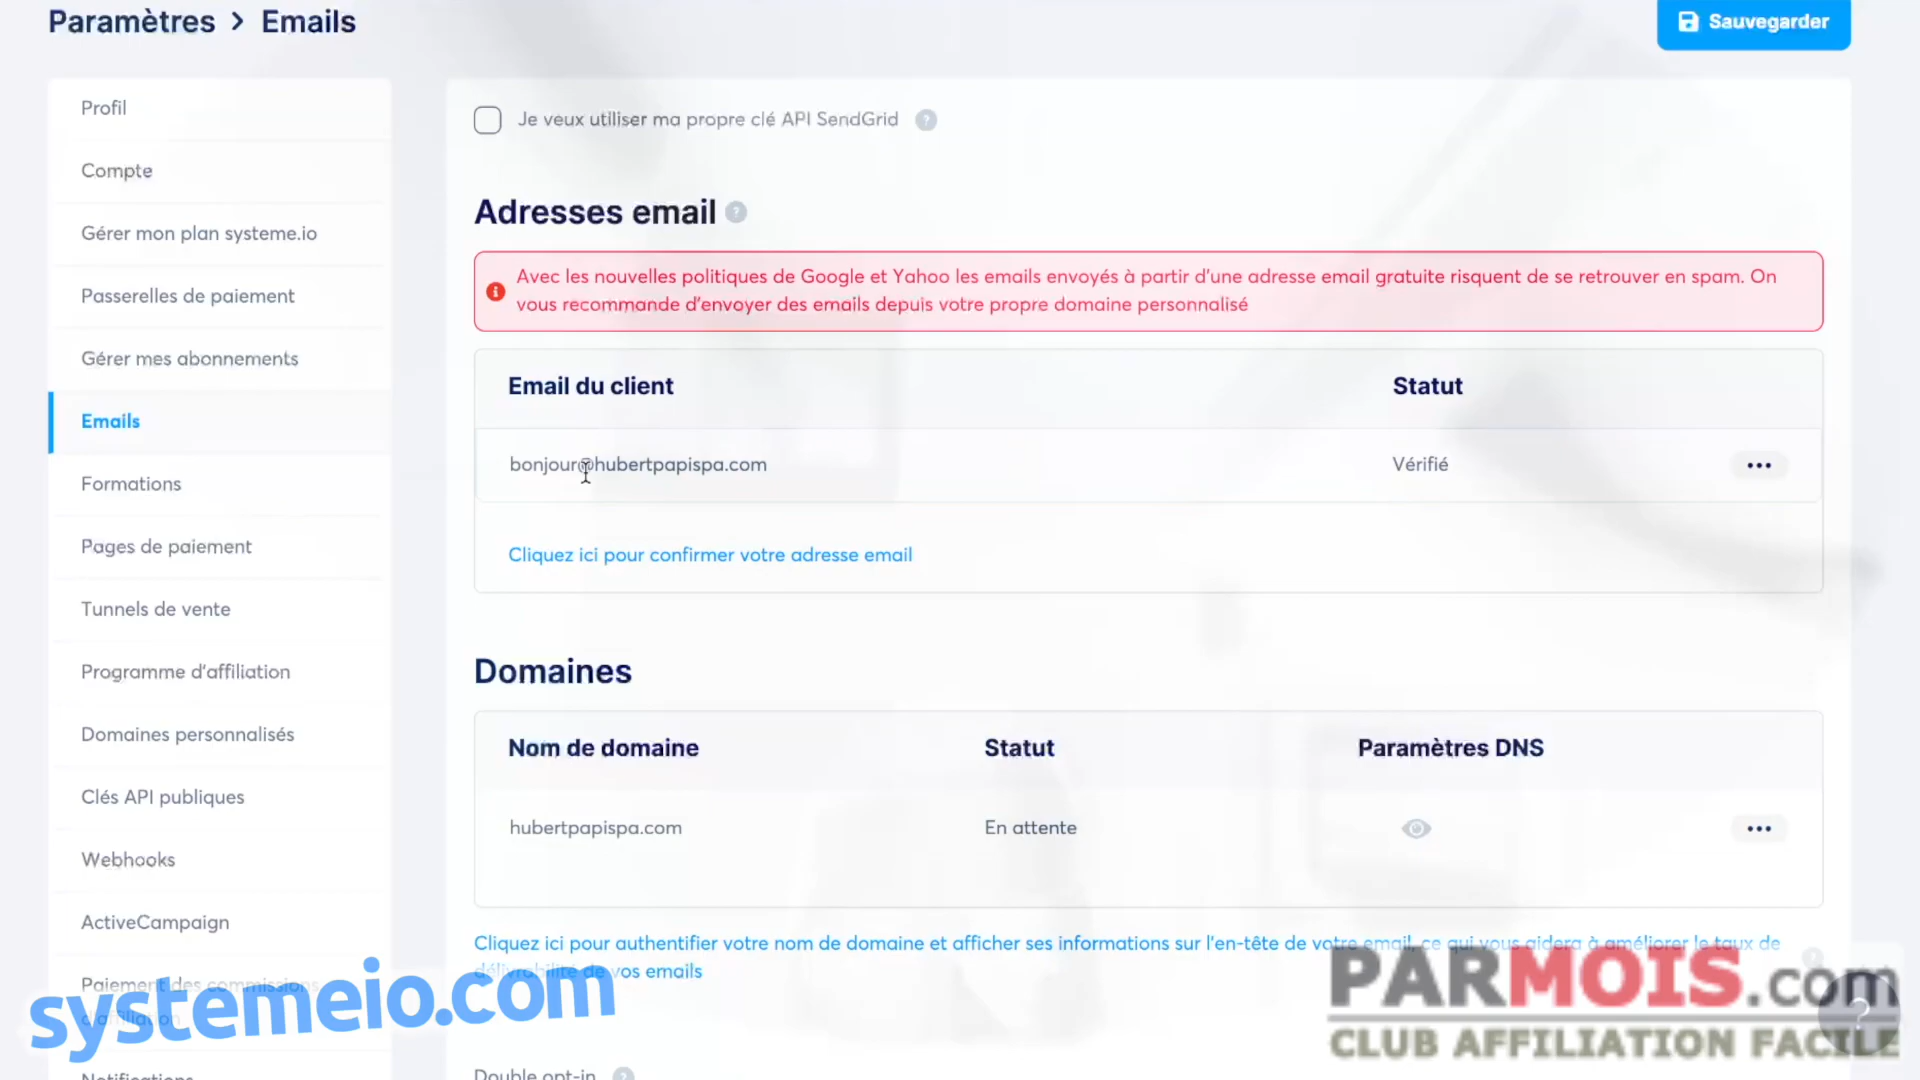 Paramètres > Emails
Sauvegarder
Profil
Compte
Gérer mon plan systeme.io
Passerelles de paiement
Gérer mes abonnements
Emails
Formations
Pages de paiement
Tunnels de vente
Programme d'affiliation
Domaines personnalisés
Clés API publiques
Webhooks
ActiveCampaign
Paiement des commissions
d'affiliation
Notifications
Je veux utiliser ma propre clé API SendGrid ?
Adresses email ?
Avec les nouvelles politiques de Google et Yahoo les emails envoyés à partir d'une adresse email gratuite risquent de se retrouver en spam. On
vous recommande d'envoyer des emails depuis votre propre domaine personnalisé
Email du client Statut
bonjour@hubertpapispa.com Vérifié
Cliquez ici pour confirmer votre adresse email
Domaines
Nom de domaine Statut Paramètres DNS
hubertpapispa.com En attente
Cliquez ici pour authentifier votre nom de domaine et afficher ses informations sur l'en-tête de votre email, ce qui vous aidera à améliorer le taux de
délivrabilité de vos emails
Double opt-in ?
systemeio.com
PARMOIS.com
CLUB AFFILIATION FACILE
?